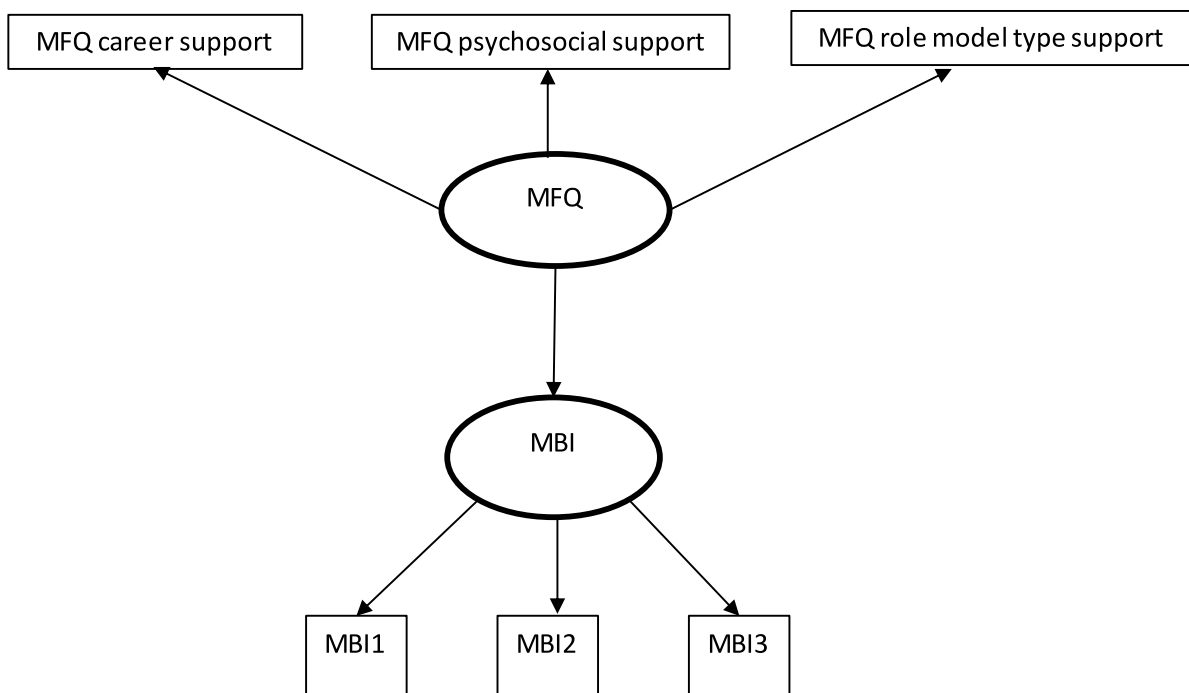 MFQ career support
MFQ psychosocial support
MFQ role model type support
MFQ
MBI
MBI1
MBI2
MBI3